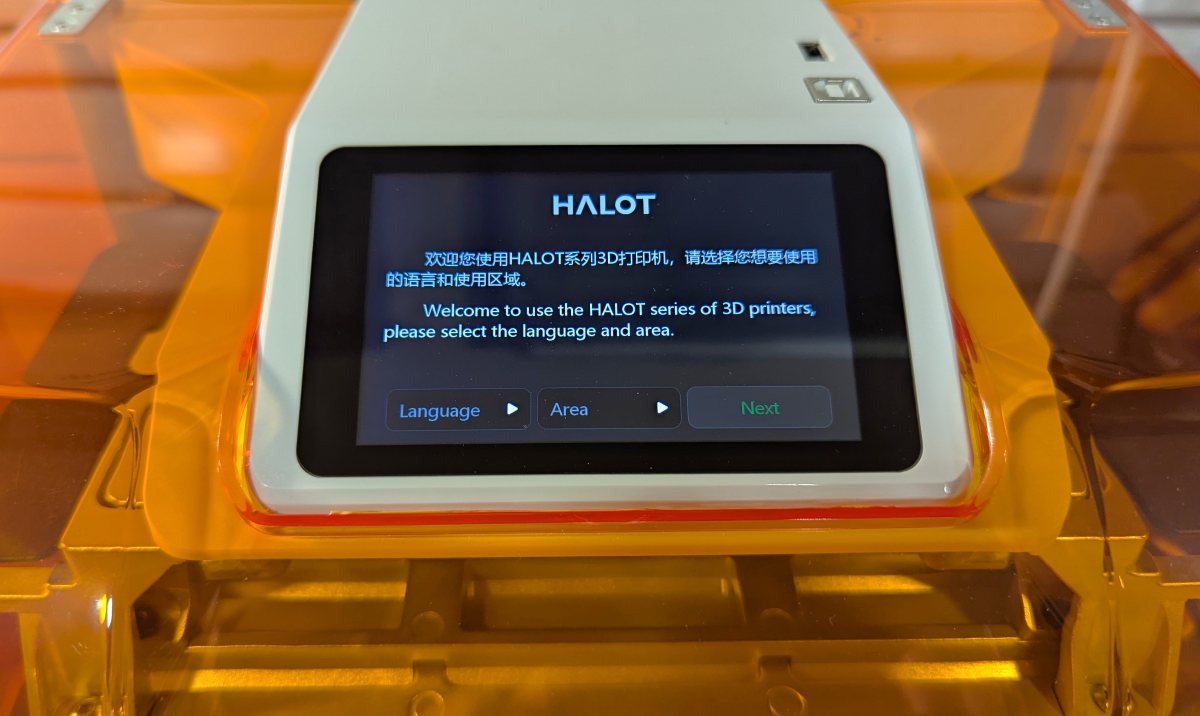 HALOT
欢迎您使用HALOT系列3D打印机，请选择您想要使用
的语言和使用区域。
Welcome to use the HALOT series of 3D printers,
please select the language and area.
Language
Area
Next